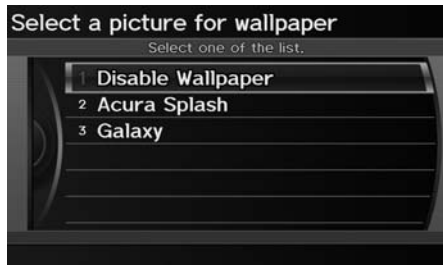 Select a picture for wallpaper
Select one of the list.
1 Disable Wallpaper
2 Acura Splash
3 Galaxy